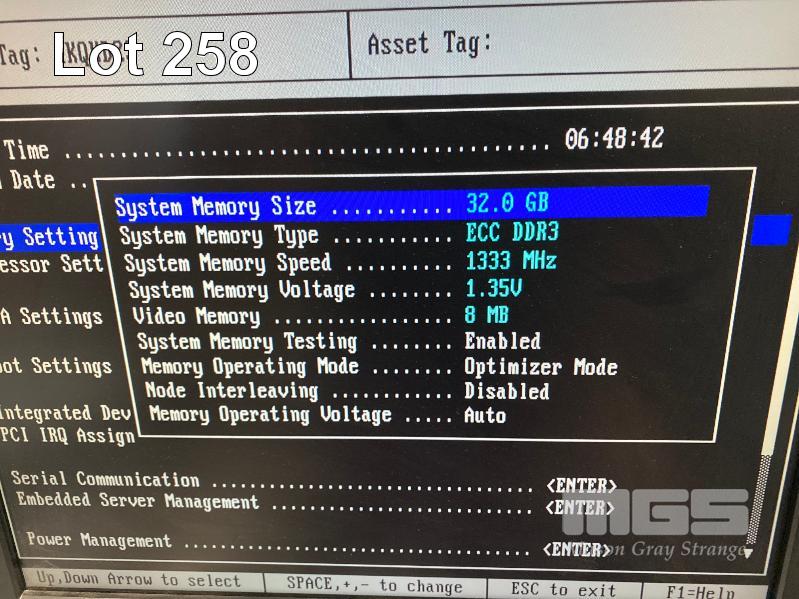 Tag:
Lot 258
Asset Tag:
Time ........................................... 06:48:42
Date ..
System Memory Size ........... 32.0 GB
System Memory Type ........... ECC DDR3
System Memory Speed .......... 1333 MHz
System Memory Voltage ........ 1.35V
Video Memory ................. 8 MB
System Memory Testing ........ Enabled
Memory Operating Mode ........ Optimizer Mode
Node Interleaving ............ Disabled
Memory Operating Voltage ..... Auto
ry Setting
essor Sett
A Settings
ot Settings
Integrated Dev
PCI IRQ Assign
Serial Communication ................................ <ENTER>
Embedded Server Management .......................... <ENTER>
Power Management .................................... <ENTER>
MGS
Gray Strange
Up,Down Arrow to select
SPACE,+,- to change
ESC to exit
F1=Help